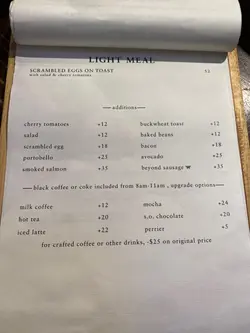 LIGHT MEAL
SCRAMBLED EGGS ON TOAST 72
with salad & cherry tomatoes
—additions—
cherry tomatoes +12 buckwheat toast +12
salad +12 baked beans +12
scrambled egg +18 bacon +18
portobello +23 avocado +25
smoked salmon +35 beyond sausage +35
—black coffee or coke included from 8am-11am , upgrade options—
milk coffee +12 mocha +24
hot tea +20 s.o. chocolate +20
iced latte +22 perrier +5
for crafted coffee or other drinks, -$25 on original price